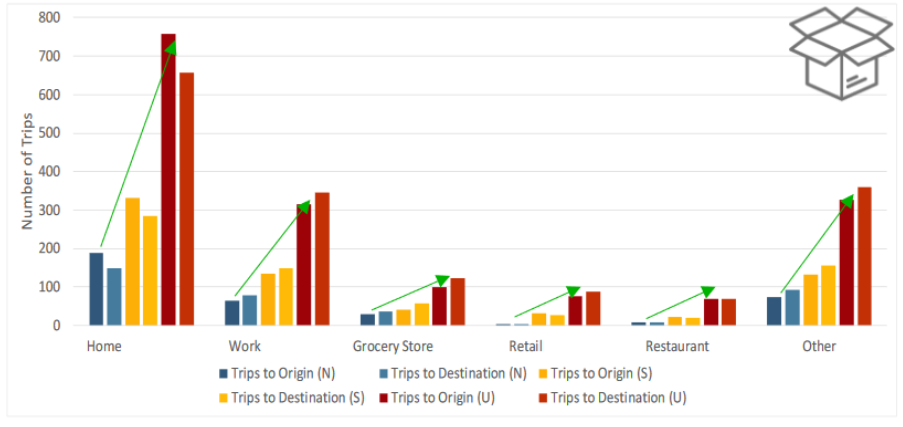 800
700
600
500
400
300
200
100
0
Number of Trips
Home Work Grocery Store Retail Restaurant Other
Trips to Origin (N) Trips to Destination (N) Trips to Origin (S)
Trips to Destination (S) Trips to Origin (U) Trips to Destination (U)